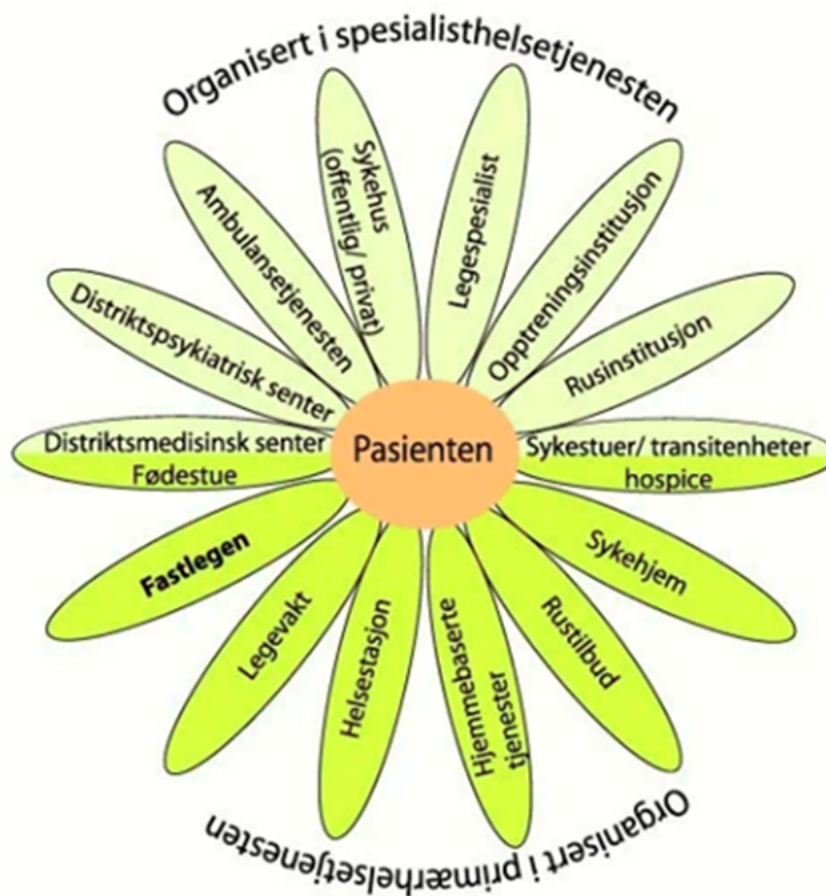 Organisert i spesialisthelsetjenesten
Sykehus
(offentlig/ privat)
Legespesialist
Ambulansetjenesten
Opptreningsinstitusjon
Distriktspsykiatrisk senter
Rusinstitusjon
Distriktsmedisinsk senter
Fødestue
Pasienten
Sykestuer/ transitenheter
hospice
Fastlegen
Sykehjem
Legevakt
Rustilbud
Helsestasjon
Hjemmebaserte
tjenester
Organisert i primærhelsetjenesten